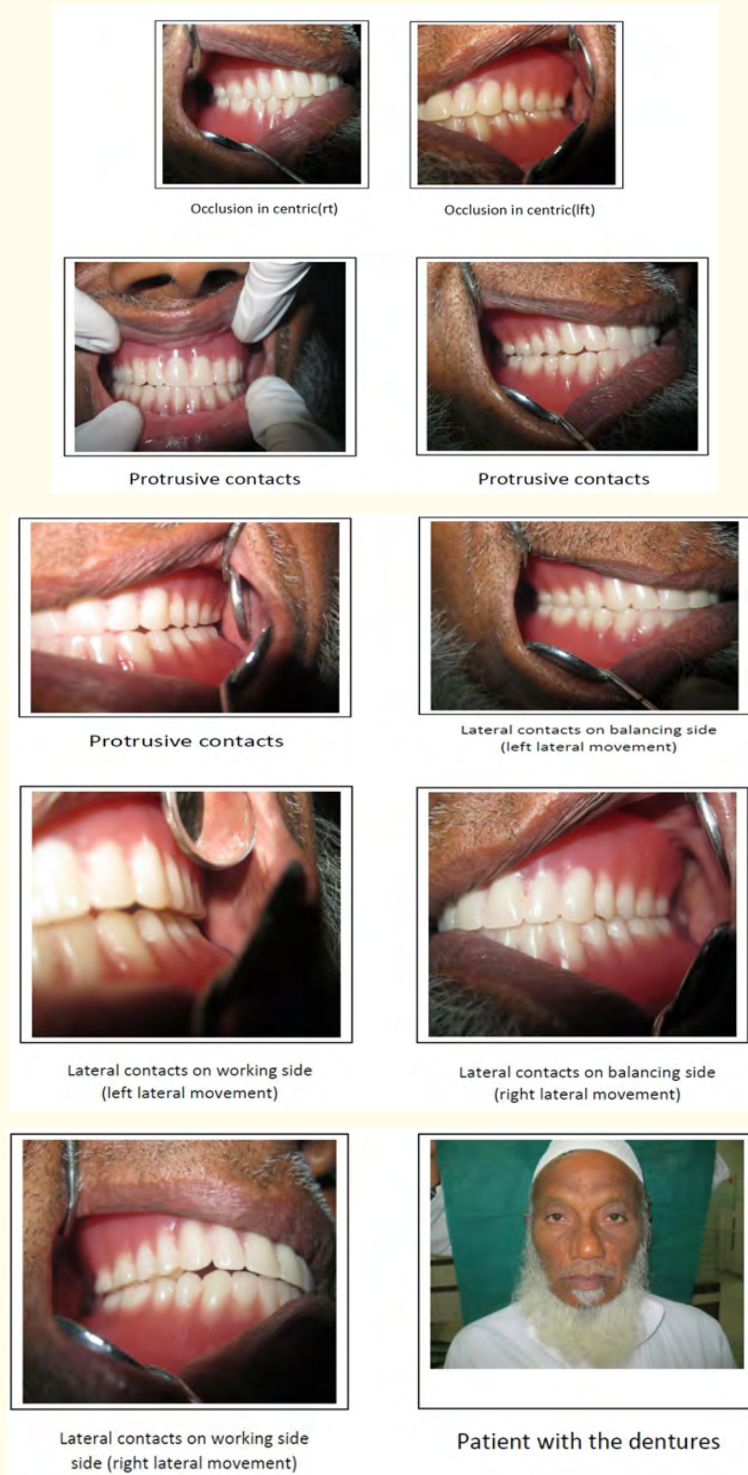 Occlusion in centric(rt)
Occlusion in centric(lft)
Protrusive contacts
Protrusive contacts
Protrusive contacts
Lateral contacts on balancing side
(left lateral movement)
Lateral contacts on working side
(left lateral movement)
Lateral contacts on balancing side
(right lateral movement)
Lateral contacts on working side
side (right lateral movement)
Patient with the dentures